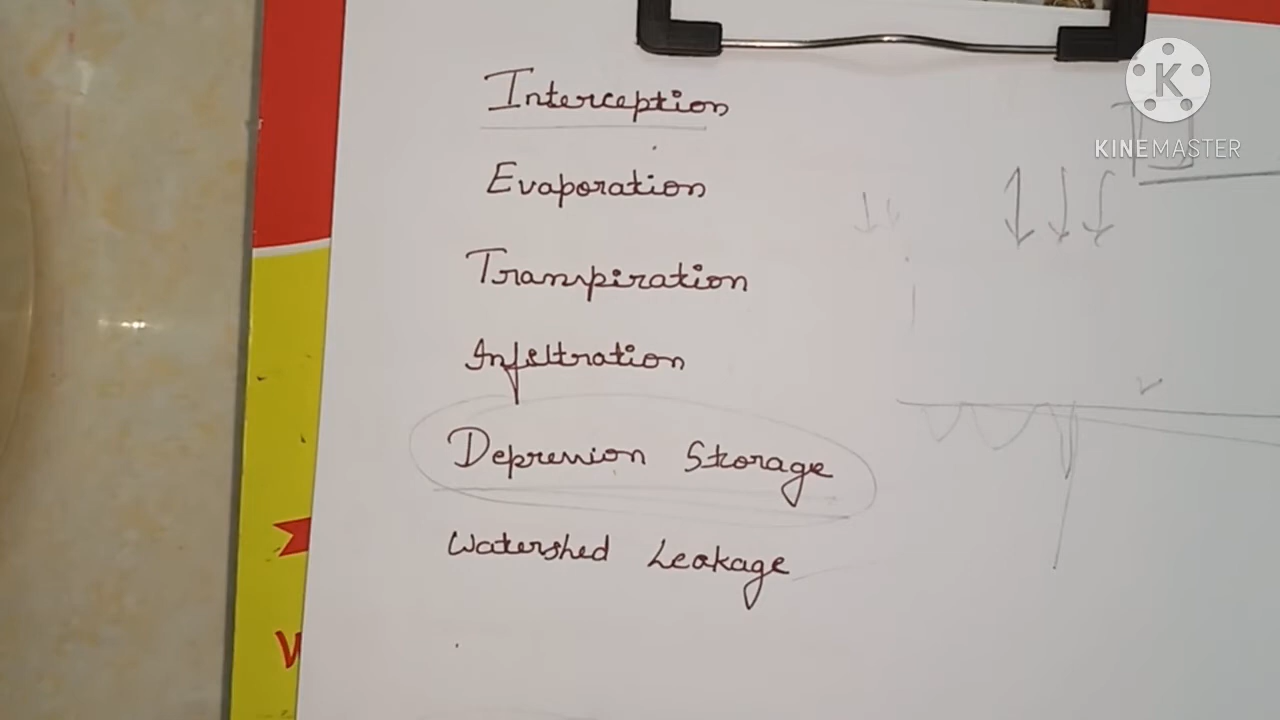 Interception
KINEMASTER
Evaporation
Transpiration
Infiltration
Depression Storage
Watershed Leakage